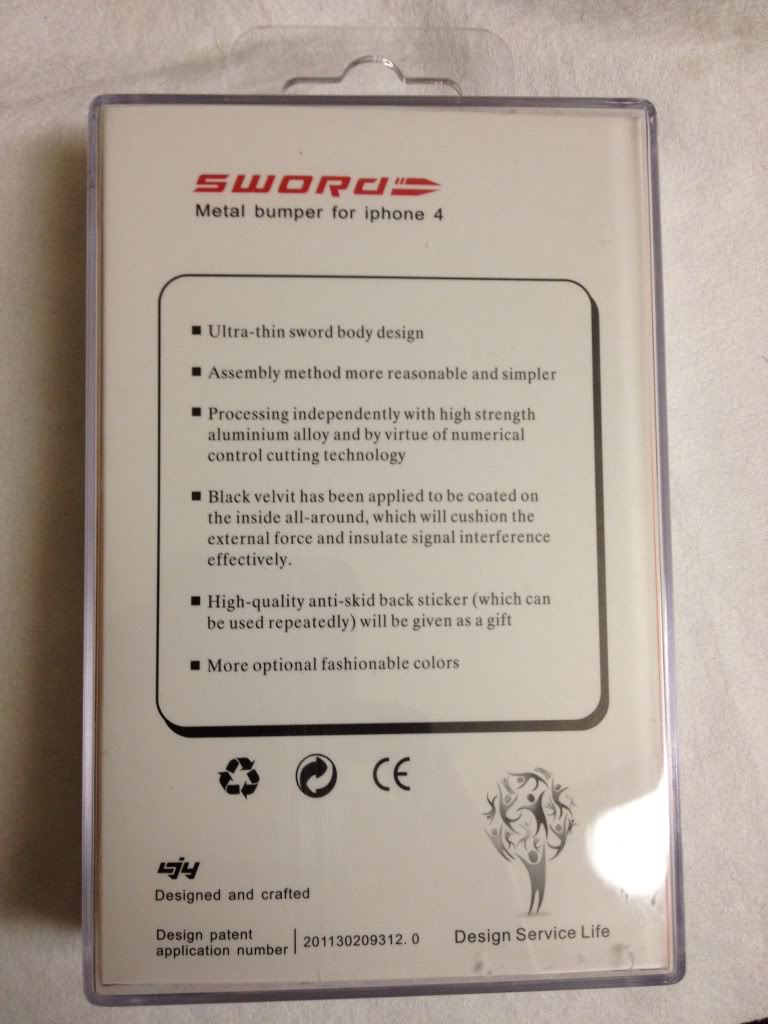 SWORD
Metal bumper for iphone 4
■ Ultra-thin sword body design
■ Assembly method more reasonable and simpler
■ Processing independently with high strength
aluminium alloy and by virtue of numerical
control cutting technology
■ Black velvit has been applied to be coated on
the inside all-around, which will cushion the
external force and insulate signal interference
effectively.
■ High-quality anti-skid back sticker (which can
be used repeatedly) will be given as a gift
■ More optional fashionable colors
CE
sjy
Designed and crafted
Design patent
application number | 201130209312. 0
Design Service Life